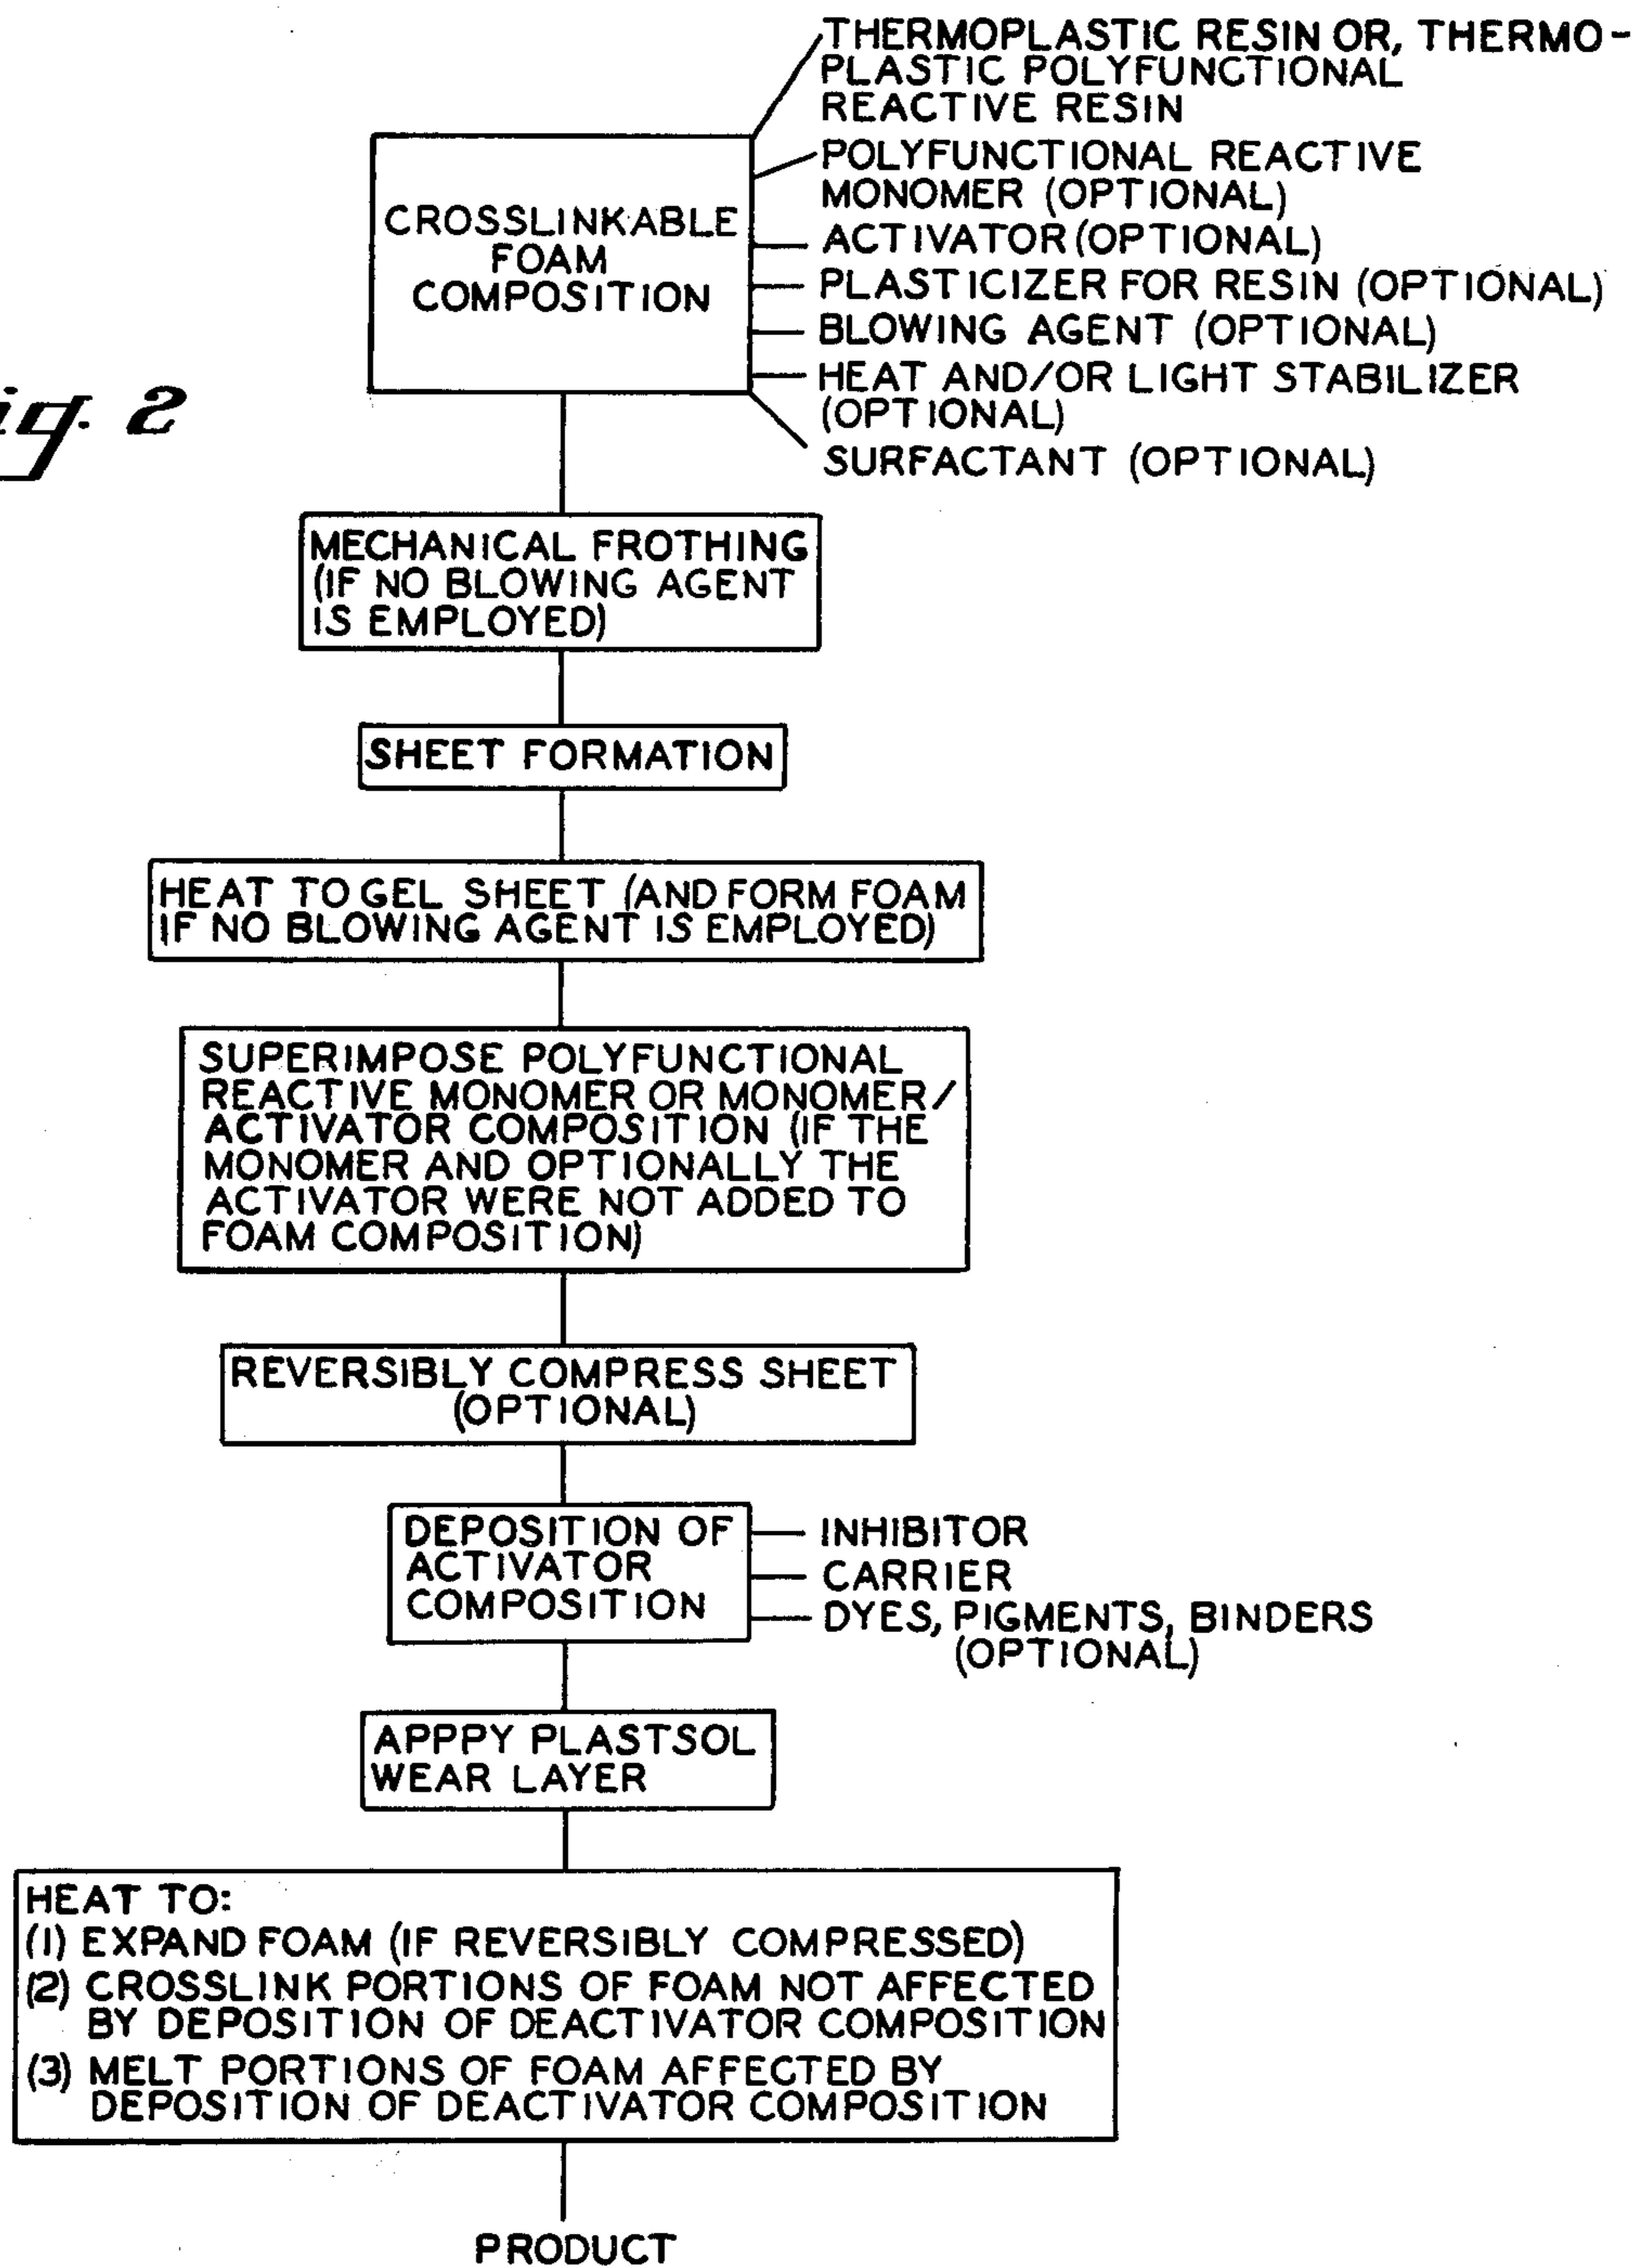 THERMOPLASTIC RESIN OR, THERMO-
PLASTIC POLYFUNCTIONAL
REACTIVE RESIN
POLYFUNCTIONAL REACTIVE
MONOMER (OPTIONAL)
CROSSLINKABLE
FOAM
COMPOSITION
ACTIVATOR (OPTIONAL)
PLASTICIZER FOR RESIN (OPTIONAL)
BLOWING AGENT (OPTIONAL)
HEAT AND/OR LIGHT STABILIZER
(OPTIONAL)
SURFACTANT (OPTIONAL)
ig. 2
MECHANICAL FROTHING
(IF NO BLOWING AGENT
IS EMPLOYED)
SHEET FORMATION
HEAT TO GEL SHEET (AND FORM FOAM
IF NO BLOWING AGENT IS EMPLOYED)
SUPERIMPOSE POLYFUNCTIONAL
REACTIVE MONOMER OR MONOMER/
ACTIVATOR COMPOSITION (IF THE
MONOMER AND OPTIONALLY THE
ACTIVATOR WERE NOT ADDED TO
FOAM COMPOSITION)
REVERSIBLY COMPRESS SHEET
(OPTIONAL)
DEPOSITION OF
ACTIVATOR
COMPOSITION
INHIBITOR
CARRIER
DYES, PIGMENTS, BINDERS
(OPTIONAL)
APPPY PLASTSOL
WEAR LAYER
HEAT TO:
(1) EXPAND FOAM (IF REVERSIBLY COMPRESSED)
(2) CROSSLINK PORTIONS OF FOAM NOT AFFECTED
BY DEPOSITION OF DEACTIVATOR COMPOSITION
(3) MELT PORTIONS OF FOAM AFFECTED BY
DEPOSITION OF DEACTIVATOR COMPOSITION
PRODUCT